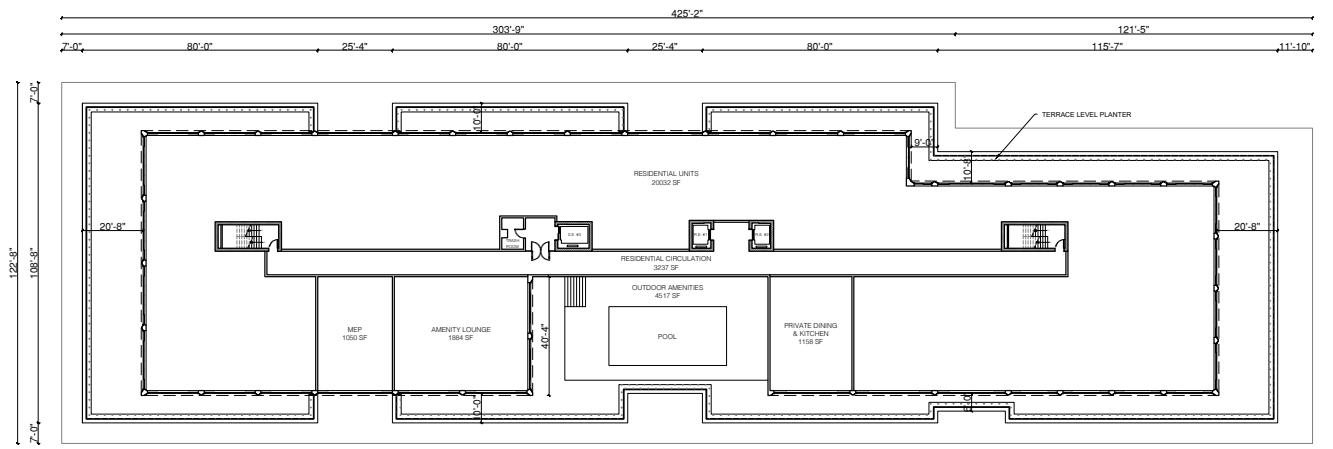 425'-2"
303'-9"
121'-5"
7'-0"
80'-0"
25'-4"
80'-0"
25'-4"
80'-0"
115'-7"
11'-10"
7'-0"
TERRACE LEVEL PLANTER
10'-0"
9'-0"
10'-8"
RESIDENTIAL UNITS
20032 SF
20'-8"
20'-8"
TRASH
ROOM
RESIDENTIAL CIRCULATION
3237 SF
122'-8"
108'-8"
OUTDOOR AMENITIES
4517 SF
MEP
1050 SF
AMENITY LOUNGE
1884 SF
40'-4"
POOL
PRIVATE DINING
& KITCHEN
1158 SF
10'-0"
7'-0"